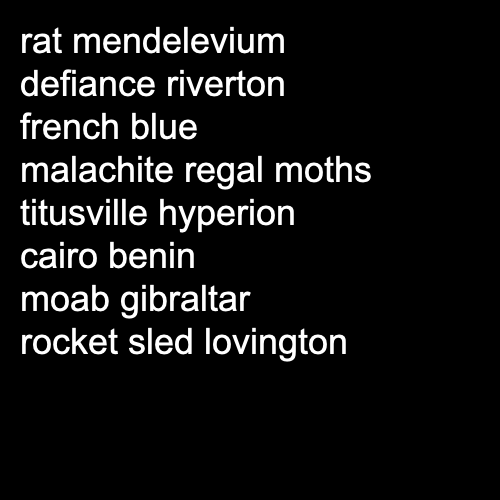 rat mendelevium
defiance riverton
french blue
malachite regal moths
titusville hyperion
cairo benin
moab gibraltar
rocket sled lovington